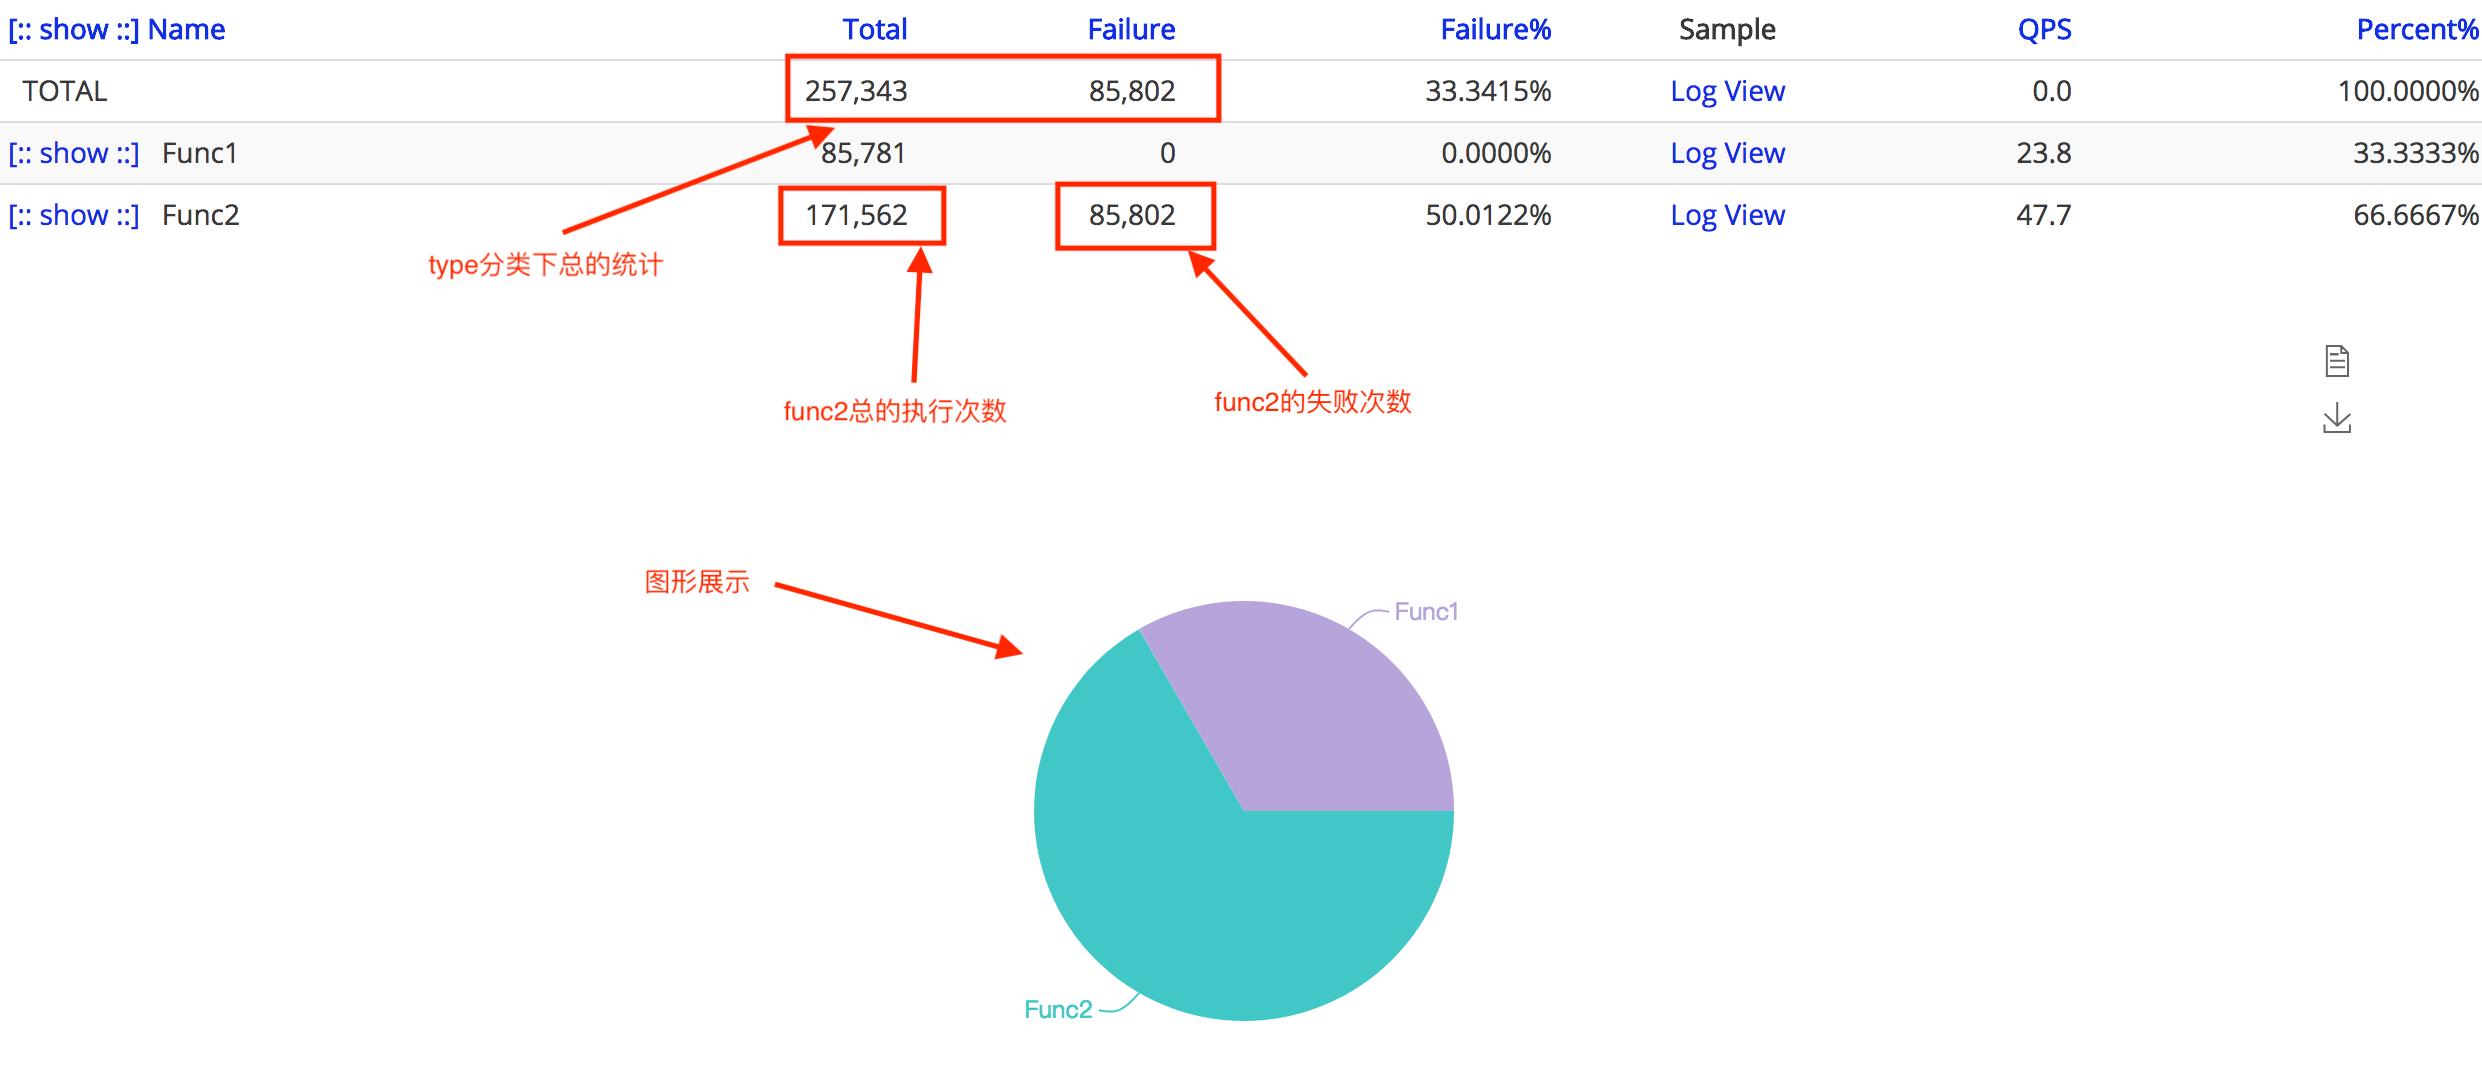 [:: show ::] Name Total Failure Failure% Sample QPS Percent%
TOTAL 257,343 85,802 33.3415% Log View 0.0 100.0000%
[:: show ::] Func1 85,781 0 0.0000% Log View 23.8 33.3333%
[:: show ::] Func2 171,562 85,802 50.0122% Log View 47.7 66.6667%
type分类下总的统计
func2总的执行次数
func2的失败次数
图形展示
Func1
Func2